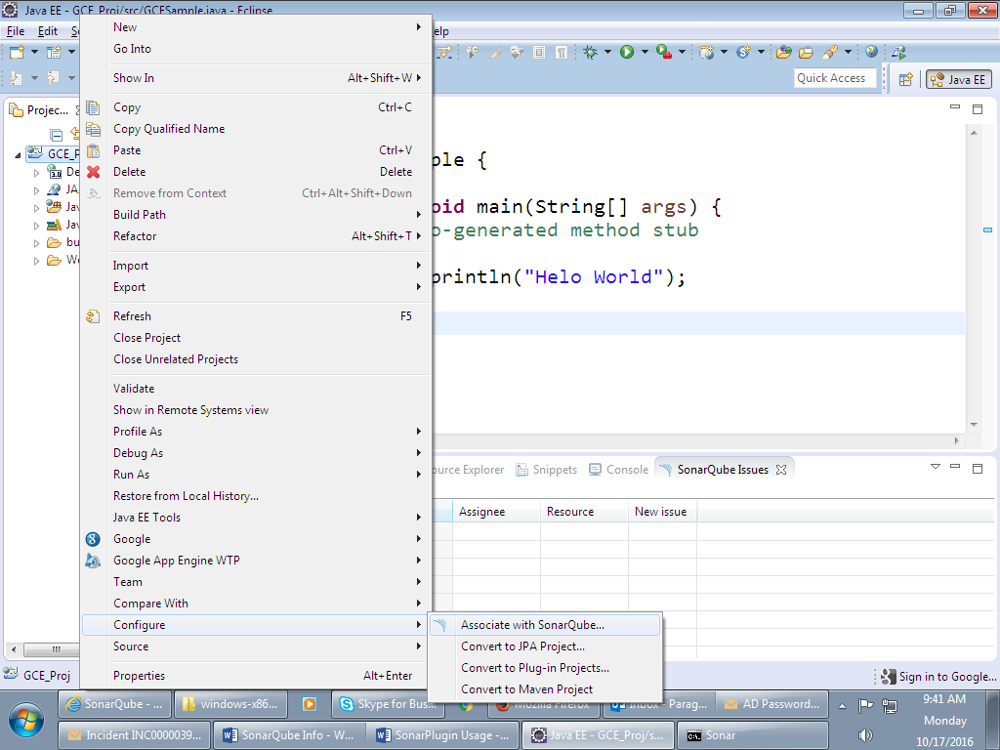 Java EE - GCE_Proj/src/GCESample.java - Eclipse
File Edit
New
Go Into
Show In Alt+Shift+W
Copy Ctrl+C
Copy Qualified Name
Paste Ctrl+V
Delete Delete
Remove from Context Ctrl+Alt+Shift+Down
Build Path
Refactor Alt+Shift+T
Import
Export
Refresh F5
Close Project
Close Unrelated Projects
Validate
Show in Remote Systems view
Profile As
Debug As
Run As
Restore from Local History...
Java EE Tools
Google
Google App Engine WTP
Team
Compare With
Configure
Source
Properties Alt+Enter
Associate with SonarQube...
Convert to JPA Project...
Convert to Plug-in Projects...
Convert to Maven Project
Quick Access
Java EE
Projec...
GCE_P
ple {
oid main(String[] args) {
o-generated method stub
println("Helo World");
ource Explorer Snippets Console SonarQube Issues
Assignee Resource New issue
GCE_Proj
Sign in to Google...
SonarQube - ... windows-x86... Skype for Bus... Mozilla Firefox Inbox - Parag... AD Password...
Incident INC0000039... SonarQube Info - W... SonarPlugin Usage -... Java EE - GCE_Proj/s... Sonar
9:41 AM
Monday
10/17/2016